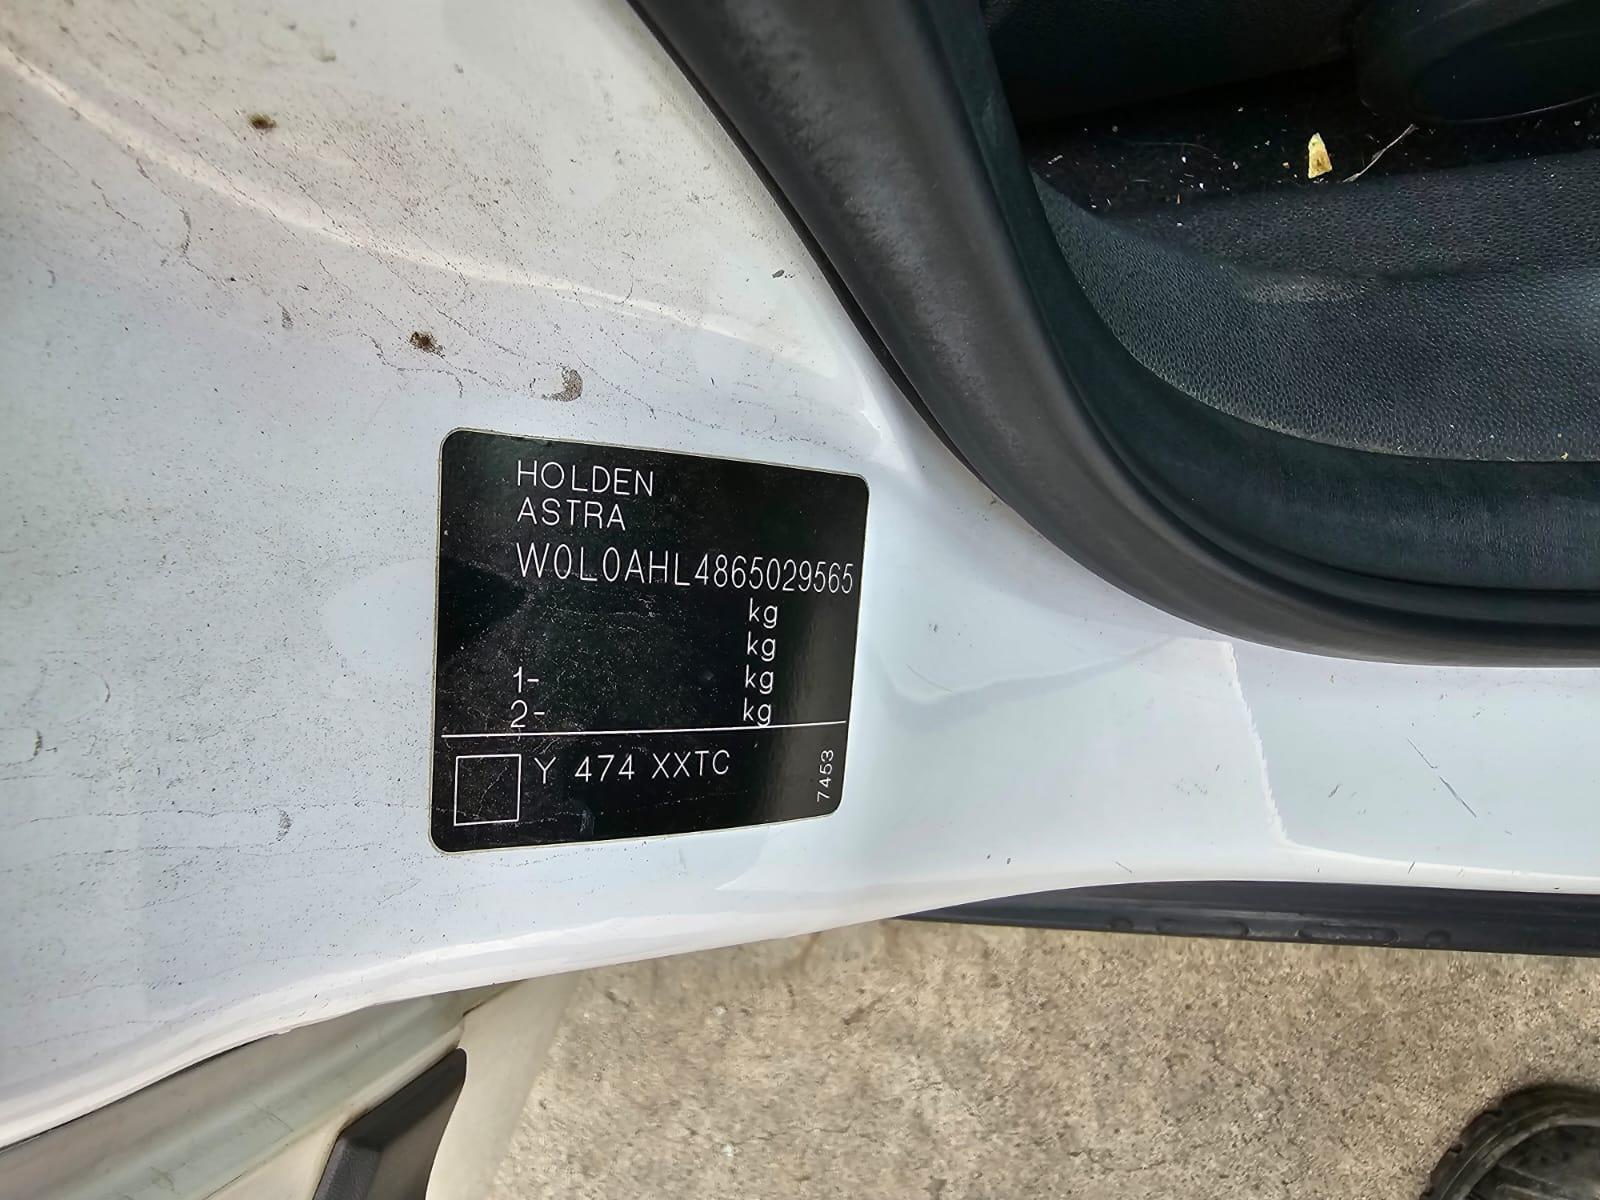 HOLDEN
ASTRA
W0L0AHL4865029565
kg
kg
1- kg
2- kg
Y 474 XXTC
7453